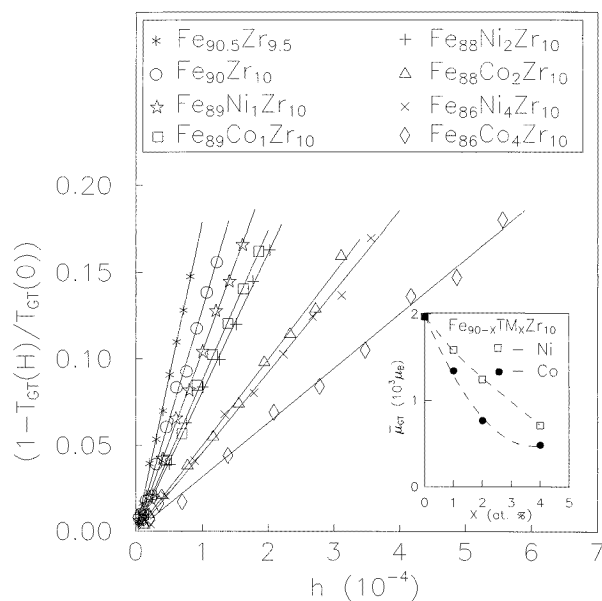 Fe90.5Zr9.5
Fe88Ni2Zr10
Fe90Zr10
Fe88Co2Zr10
Fe89Ni1Zr10
Fe86Ni4Zr10
Fe89Co1Zr10
Fe86Co4Zr10
(1-TGT(H)/TGT(0))
0.20
0.15
0.10
0.05
0.00
0 1 2 3 4 5 6 7
h (10-4)
Fe90-xTMxZr10
Ni
Co
μ̄GT (10³μB)
2
1
0
0 1 2 3 4 5
X (at. %)